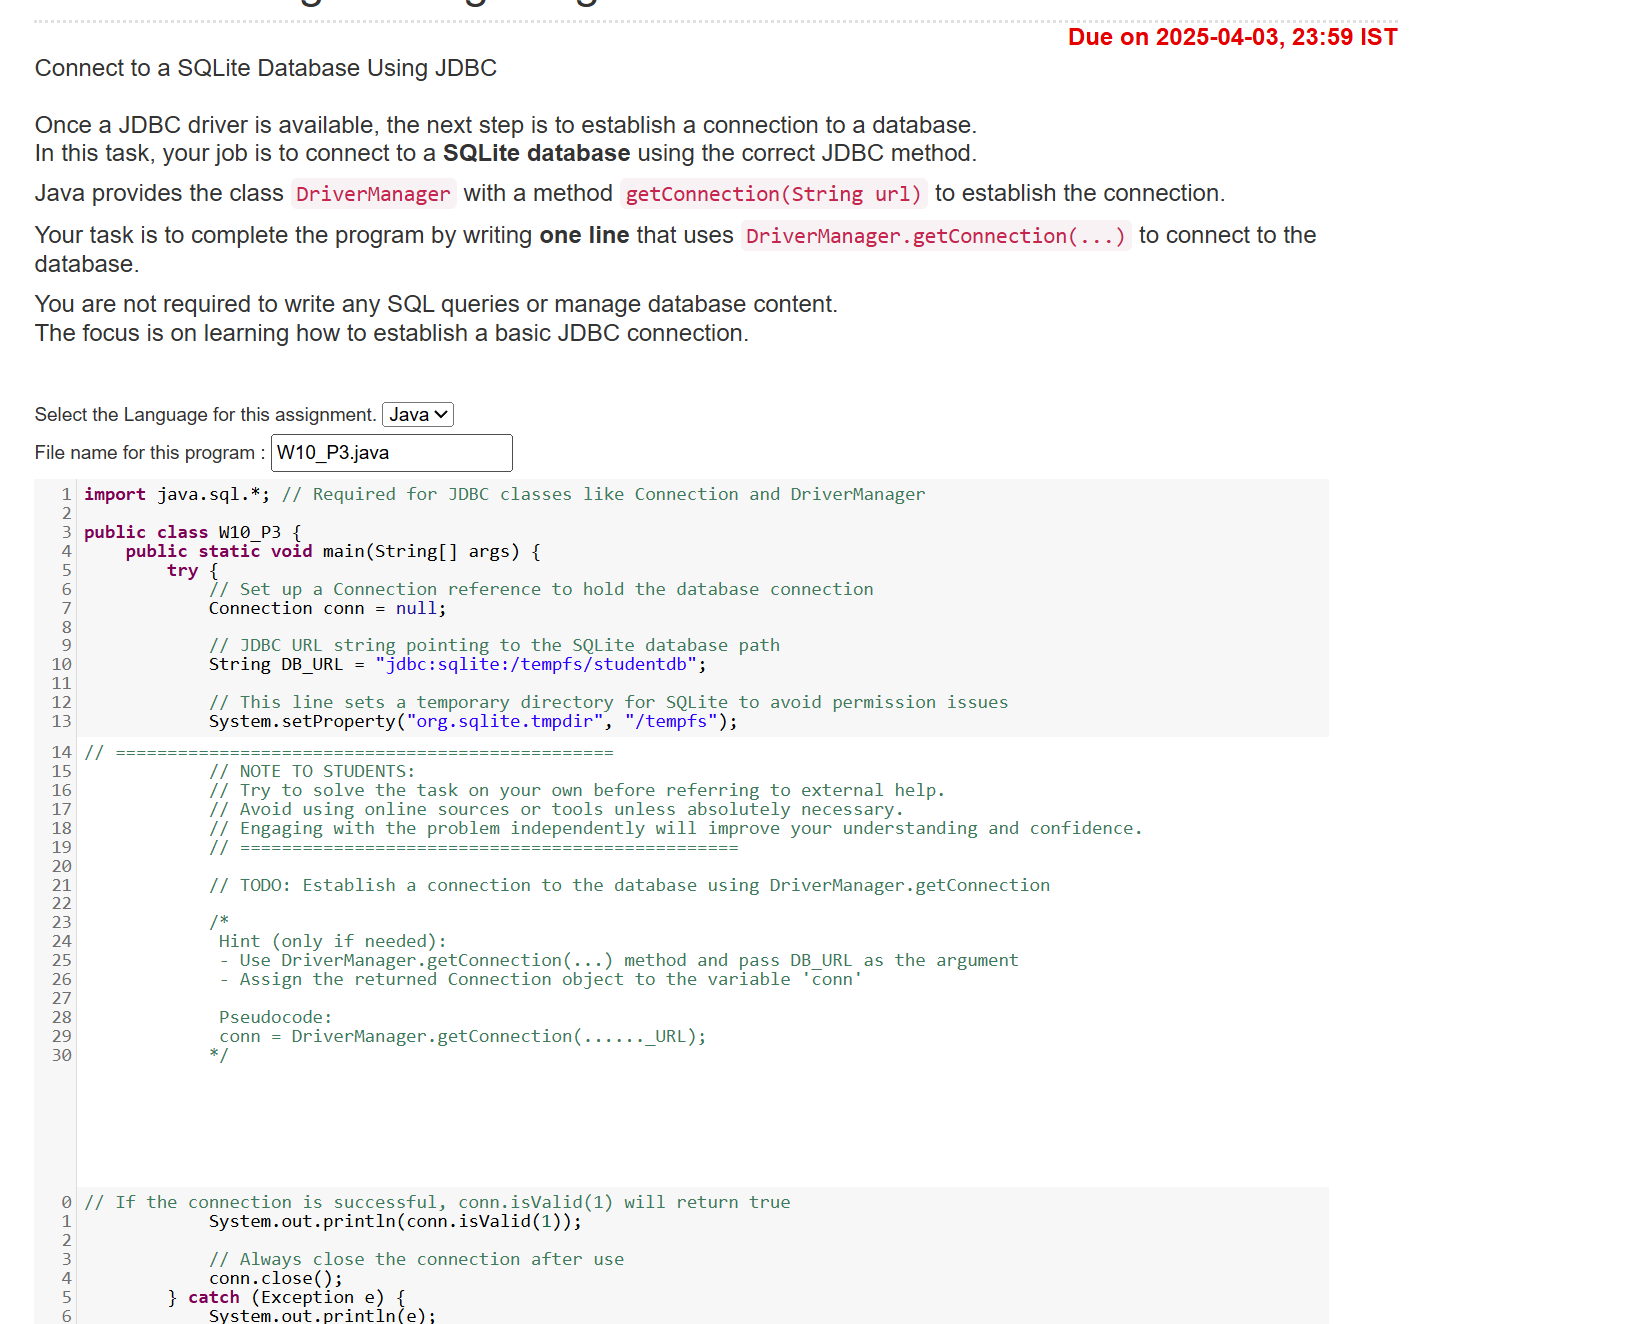 Due on 2025-04-03, 23:59 IST
Connect to a SQLite Database Using JDBC
Once a JDBC driver is available, the next step is to establish a connection to a database.
In this task, your job is to connect to a SQLite database using the correct JDBC method.
Java provides the class DriverManager with a method getConnection(String url) to establish the connection.
Your task is to complete the program by writing one line that uses DriverManager.getConnection(...) to connect to the
database.
You are not required to write any SQL queries or manage database content.
The focus is on learning how to establish a basic JDBC connection.
Select the Language for this assignment. Java
File name for this program : W10_P3.java
1 import java.sql.*; // Required for JDBC classes like Connection and DriverManager
2
3 public class W10_P3 {
4     public static void main(String[] args) {
5         try {
6             // Set up a Connection reference to hold the database connection
7             Connection conn = null;
8
9             // JDBC URL string pointing to the SQLite database path
10             String DB_URL = "jdbc:sqlite:/tempfs/studentdb";
11
12             // This line sets a temporary directory for SQLite to avoid permission issues
13             System.setProperty("org.sqlite.tmpdir", "/tempfs");
14 // ================================================
15             // NOTE TO STUDENTS:
16             // Try to solve the task on your own before referring to external help.
17             // Avoid using online sources or tools unless absolutely necessary.
18             // Engaging with the problem independently will improve your understanding and confidence.
19             // ================================================
20
21             // TODO: Establish a connection to the database using DriverManager.getConnection
22
23             /*
24              Hint (only if needed):
25              - Use DriverManager.getConnection(...) method and pass DB_URL as the argument
26              - Assign the returned Connection object to the variable 'conn'
27
28              Pseudocode:
29              conn = DriverManager.getConnection(......_URL);
30             */
0 // If the connection is successful, conn.isValid(1) will return true
1             System.out.println(conn.isValid(1));
2
3             // Always close the connection after use
4             conn.close();
5         } catch (Exception e) {
6             System.out.println(e);